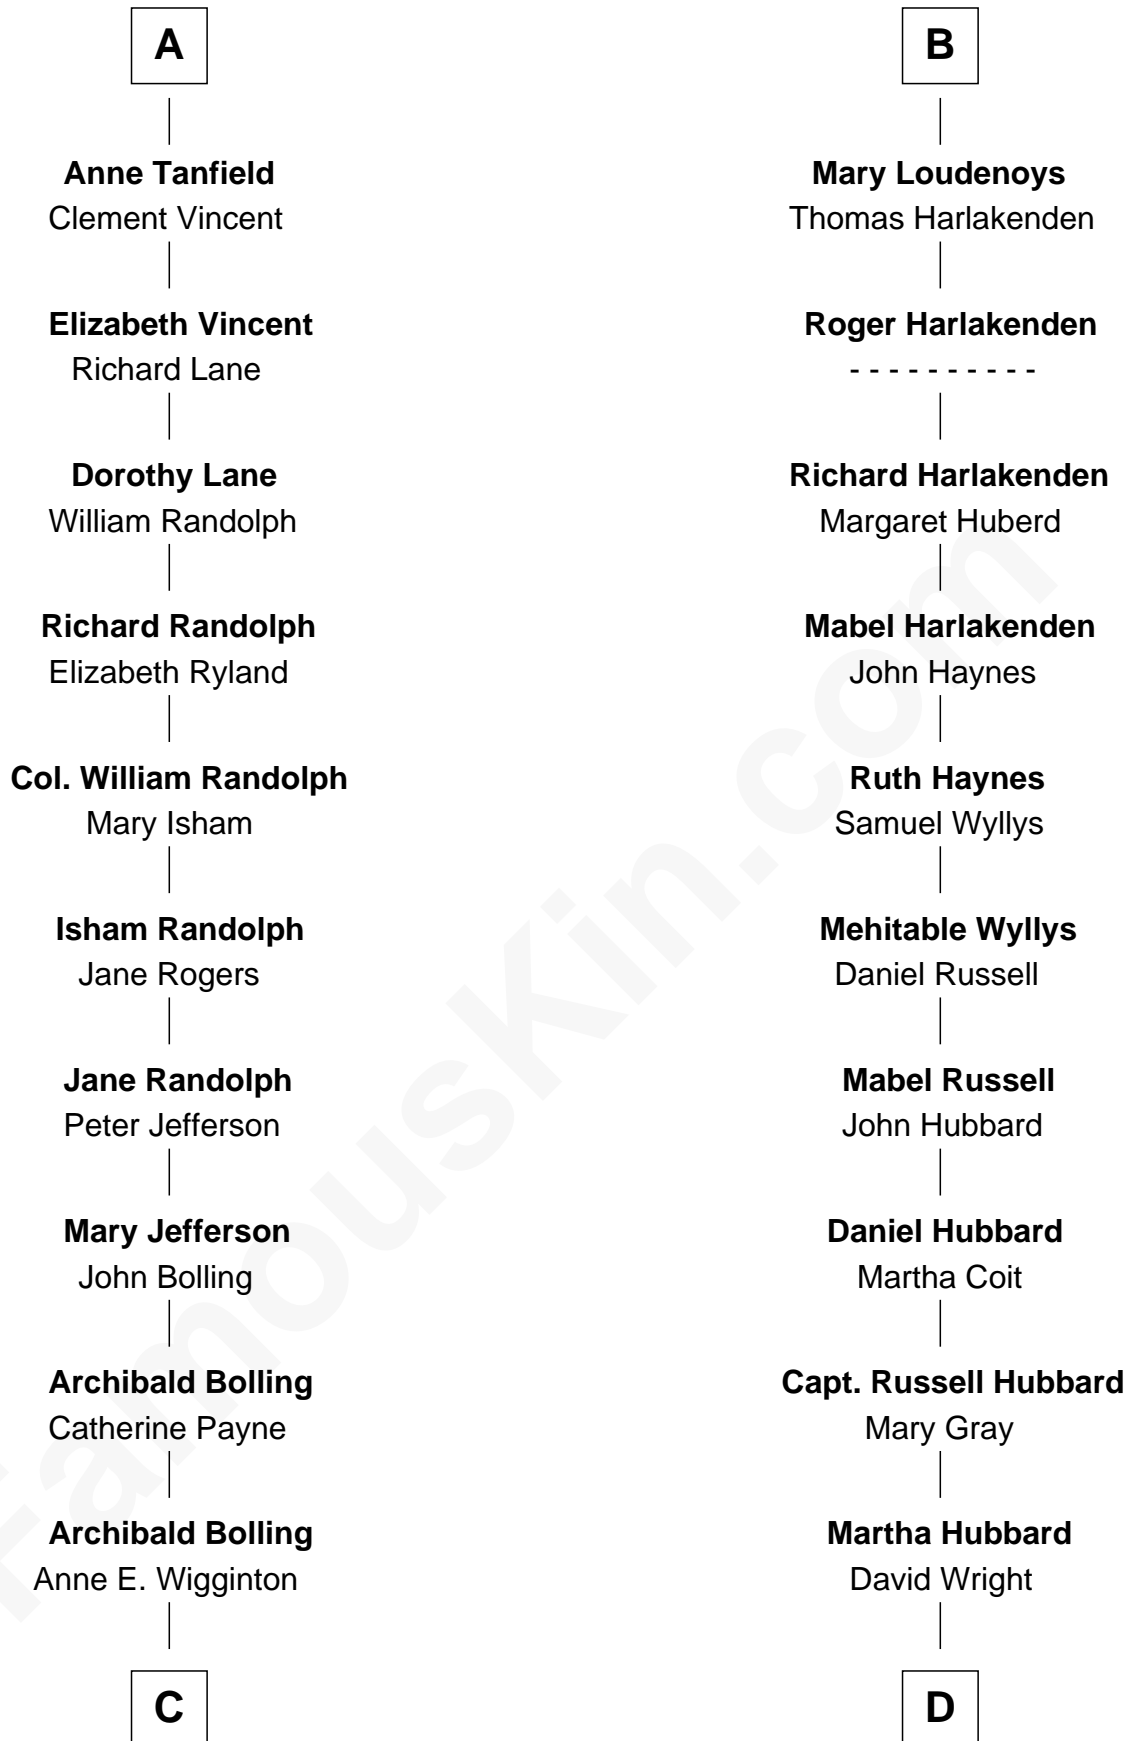 A
Anne Tanfield
Clement Vincent
Elizabeth Vincent
Richard Lane
Dorothy Lane
William Randolph
Richard Randolph
Elizabeth Ryland
Col. William Randolph
Mary Isham
Isham Randolph
Jane Rogers
Jane Randolph
Peter Jefferson
Mary Jefferson
John Bolling
Archibald Bolling
Catherine Payne
Archibald Bolling
Anne E. Wigginton
C
B
Mary Loudenoys
Thomas Harlakenden
Roger Harlakenden
- - - - - - - - - -
Richard Harlakenden
Margaret Huberd
Mabel Harlakenden
John Haynes
Ruth Haynes
Samuel Wyllys
Mehitable Wyllys
Daniel Russell
Mabel Russell
John Hubbard
Daniel Hubbard
Martha Coit
Capt. Russell Hubbard
Mary Gray
Martha Hubbard
David Wright
D
FamousKin.com